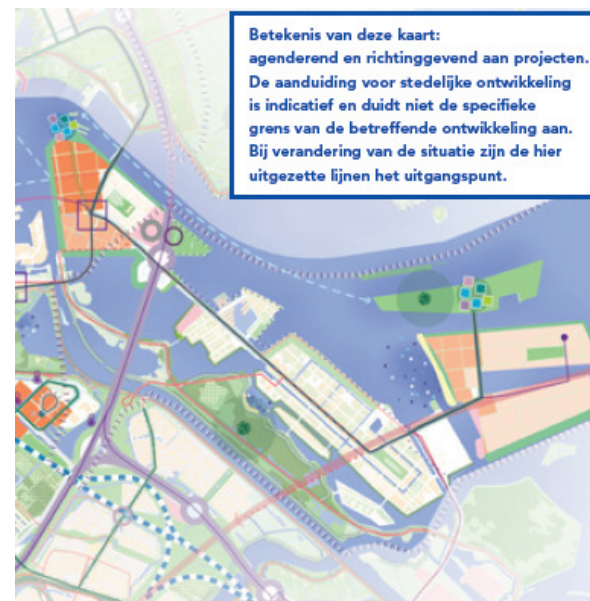 Betekenis van deze kaart:
agenderend en richtinggevend aan projecten.
De aanduiding voor stedelijke ontwikkeling
is indicatief en duidt niet de specifieke
grens van de betreffende ontwikkeling aan.
Bij verandering van de situatie zijn de hier
uitgezette lijnen het uitgangspunt.